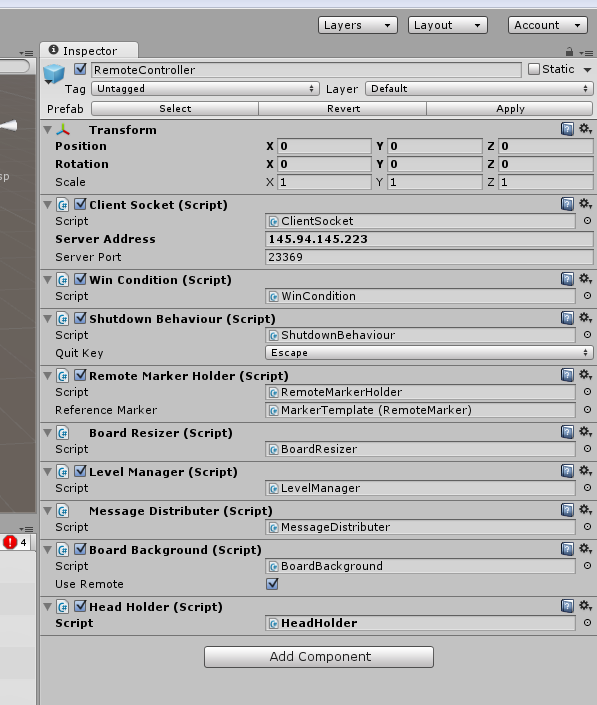 Layers Layout Account
Inspector
RemoteController Static
Tag Untagged Layer Default
Prefab Select Revert Apply
Transform
Position X 0 Y 0 Z 0
Rotation X 0 Y 0 Z 0
sp
Scale X 1 Y 1 Z 1
Client Socket (Script)
Script ClientSocket
Server Address 145.94.145.223
Server Port 23369
Win Condition (Script)
Script WinCondition
Shutdown Behaviour (Script)
Script ShutdownBehaviour
Quit Key Escape
Remote Marker Holder (Script)
Script RemoteMarkerHolder
Reference Marker MarkerTemplate (RemoteMarker)
Board Resizer (Script)
Script BoardResizer
Level Manager (Script)
Script LevelManager
Message Distributer (Script)
Script MessageDistributer
4
Board Background (Script)
Script BoardBackground
Use Remote
Head Holder (Script)
Script HeadHolder
Add Component